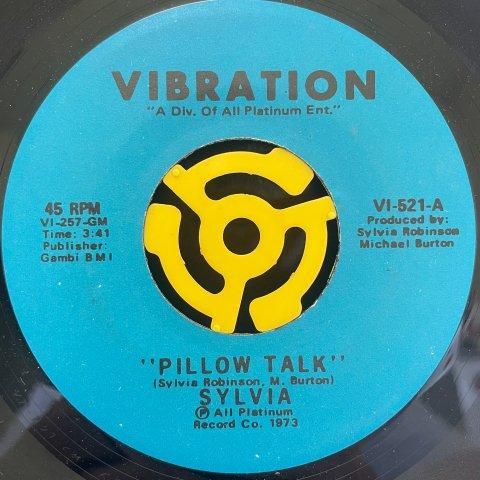 VIBRATION
"A Div. Of All Platinum Ent."
45 RPM
VI-257-GM
Time: 3:41
Publisher:
Gambi BMI
VI-521-A
Produced by:
Sylvia Robinson
Michael Burton
"PILLOW TALK"
(Sylvia Robinson, M. Burton)
SYLVIA
Ⓟ All Platinum
Record Co. 1973